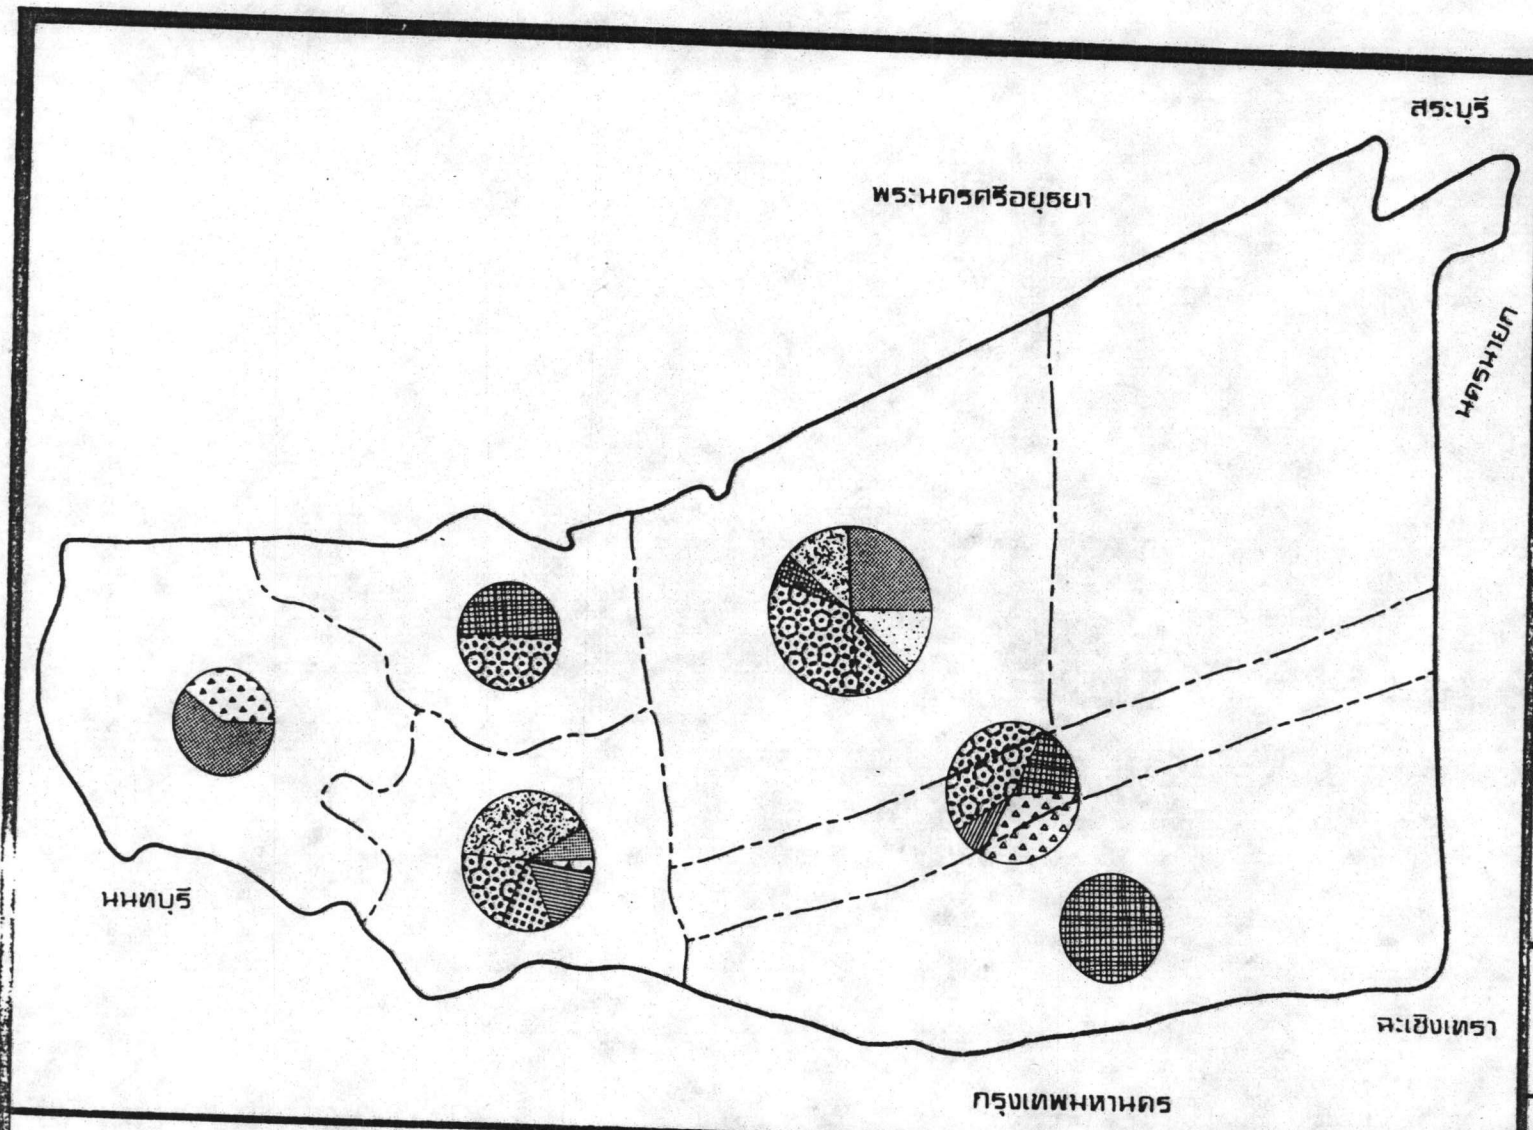 สระบุรี
พระนครศรีอยุธยา
นครนายก
นนทบุรี
ฉะเชิงเทรา
กรุงเทพมหานคร